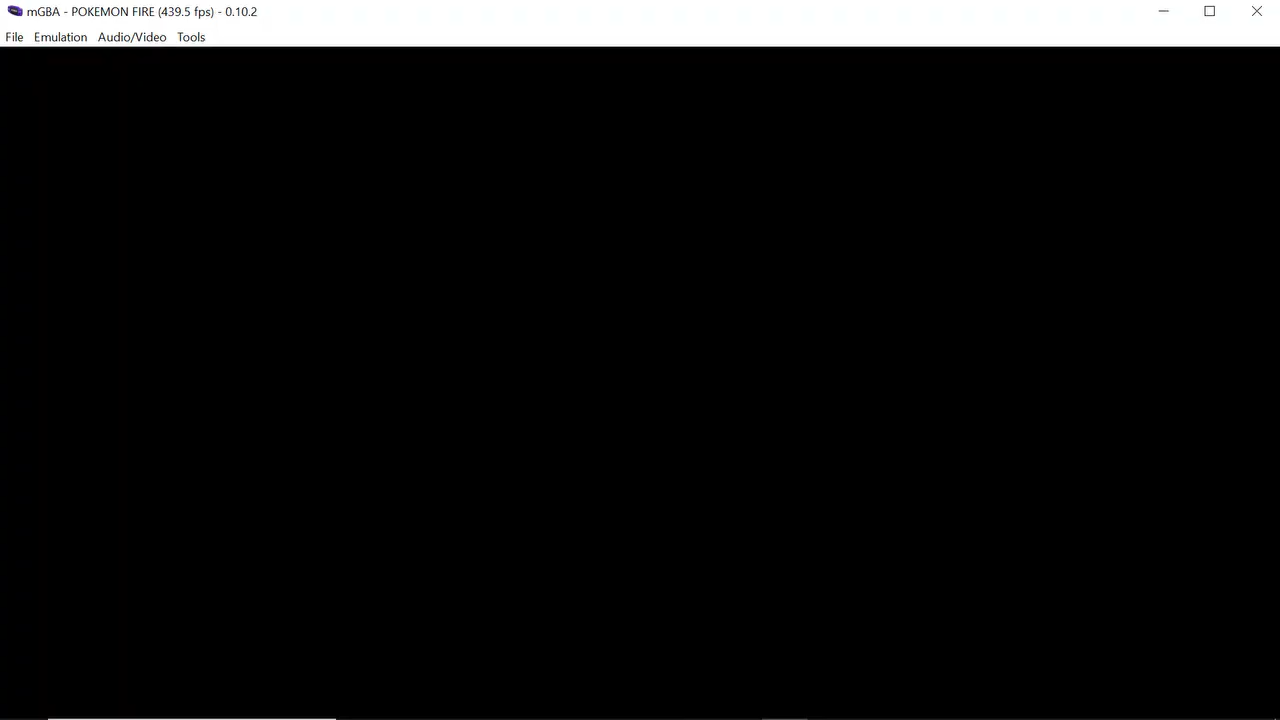 mGBA - POKEMON FIRE (439.5 fps) - 0.10.2
File Emulation Audio/Video Tools